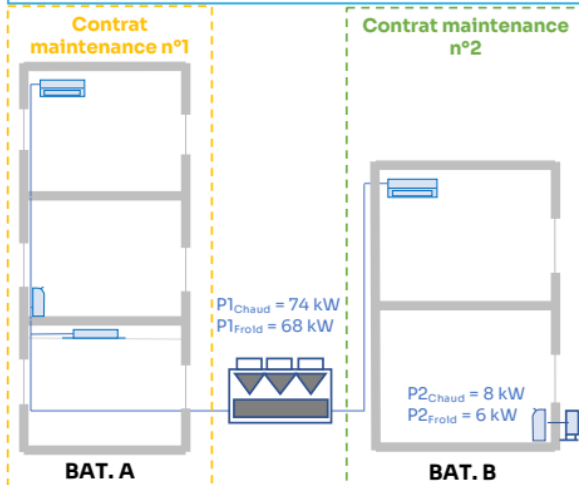 Contrat
maintenance n°1
Contrat maintenance
n°2
P1Chaud = 74 kW
P1Froid = 68 kW
P2Chaud = 8 kW
P2Froid = 6 kW
BAT. A
BAT. B